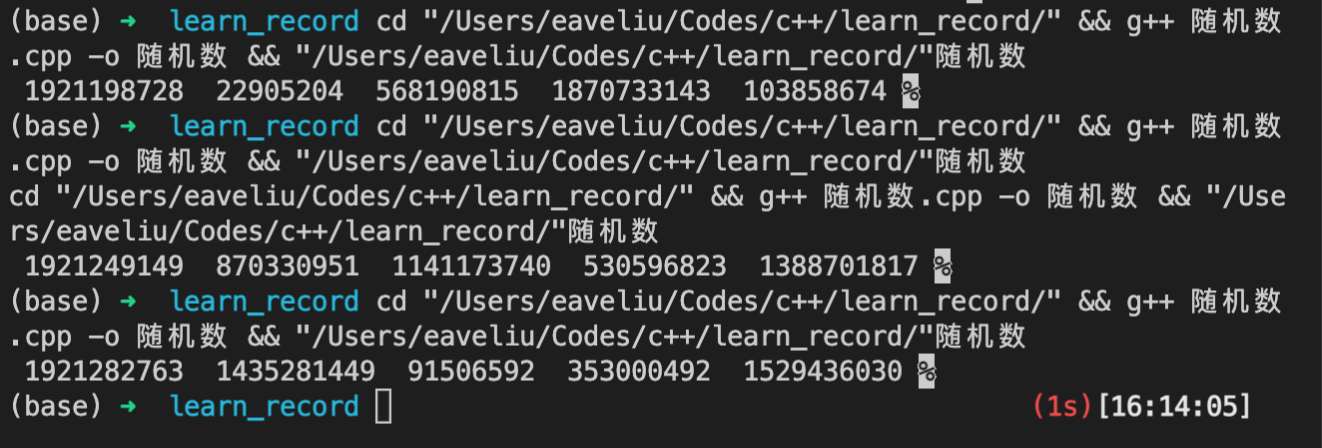 (base) ➜  learn_record cd "/Users/eaveliu/Codes/c++/learn_record/" && g++ 随机数
.cpp -o 随机数 && "/Users/eaveliu/Codes/c++/learn_record/"随机数
 1921198728  22905204  568190815  1870733143  103858674 %
(base) ➜  learn_record cd "/Users/eaveliu/Codes/c++/learn_record/" && g++ 随机数
.cpp -o 随机数 && "/Users/eaveliu/Codes/c++/learn_record/"随机数
cd "/Users/eaveliu/Codes/c++/learn_record/" && g++ 随机数.cpp -o 随机数 && "/Use
rs/eaveliu/Codes/c++/learn_record/"随机数
 1921249149  870330951  1141173740  530596823  1388701817 %
(base) ➜  learn_record cd "/Users/eaveliu/Codes/c++/learn_record/" && g++ 随机数
.cpp -o 随机数 && "/Users/eaveliu/Codes/c++/learn_record/"随机数
 1921282763  1435281449  91506592  353000492  1529436030 %
(base) ➜  learn_record (1s)[16:14:05]